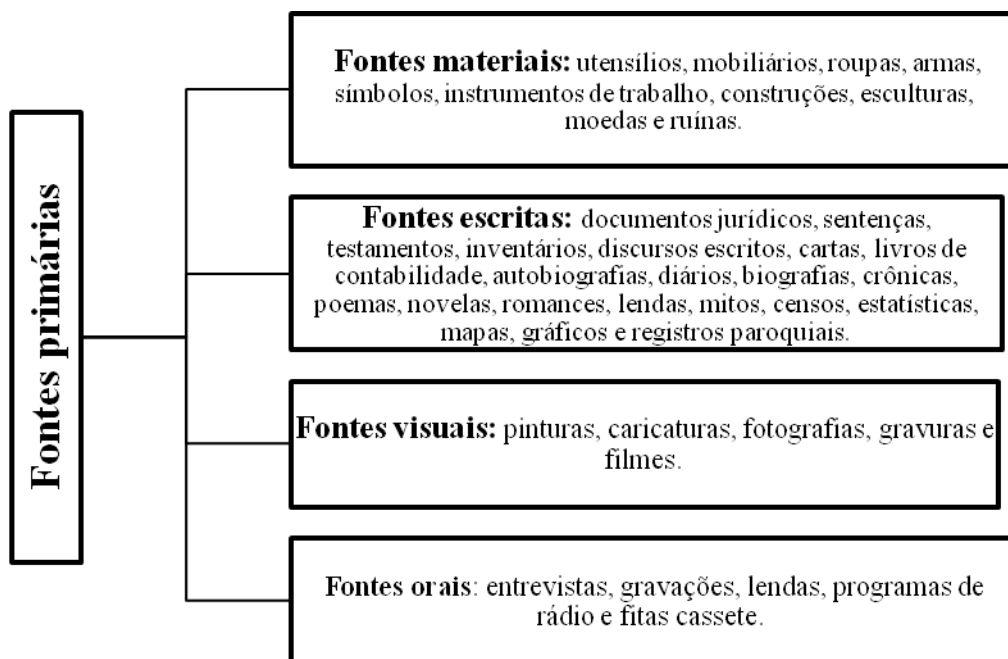 Fontes primárias
Fontes materiais: utensílios, mobiliários, roupas, armas,
símbolos, instrumentos de trabalho, construções, esculturas,
moedas e ruínas.
Fontes escritas: documentos jurídicos, sentenças,
testamentos, inventários, discursos escritos, cartas, livros de
contabilidade, autobiografias, diários, biografias, crônicas,
poemas, novelas, romances, lendas, mitos, censos, estatísticas,
mapas, gráficos e registros paroquiais.
Fontes visuais: pinturas, caricaturas, fotografias, gravuras e
filmes.
Fontes orais: entrevistas, gravações, lendas, programas de
rádio e fitas cassete.